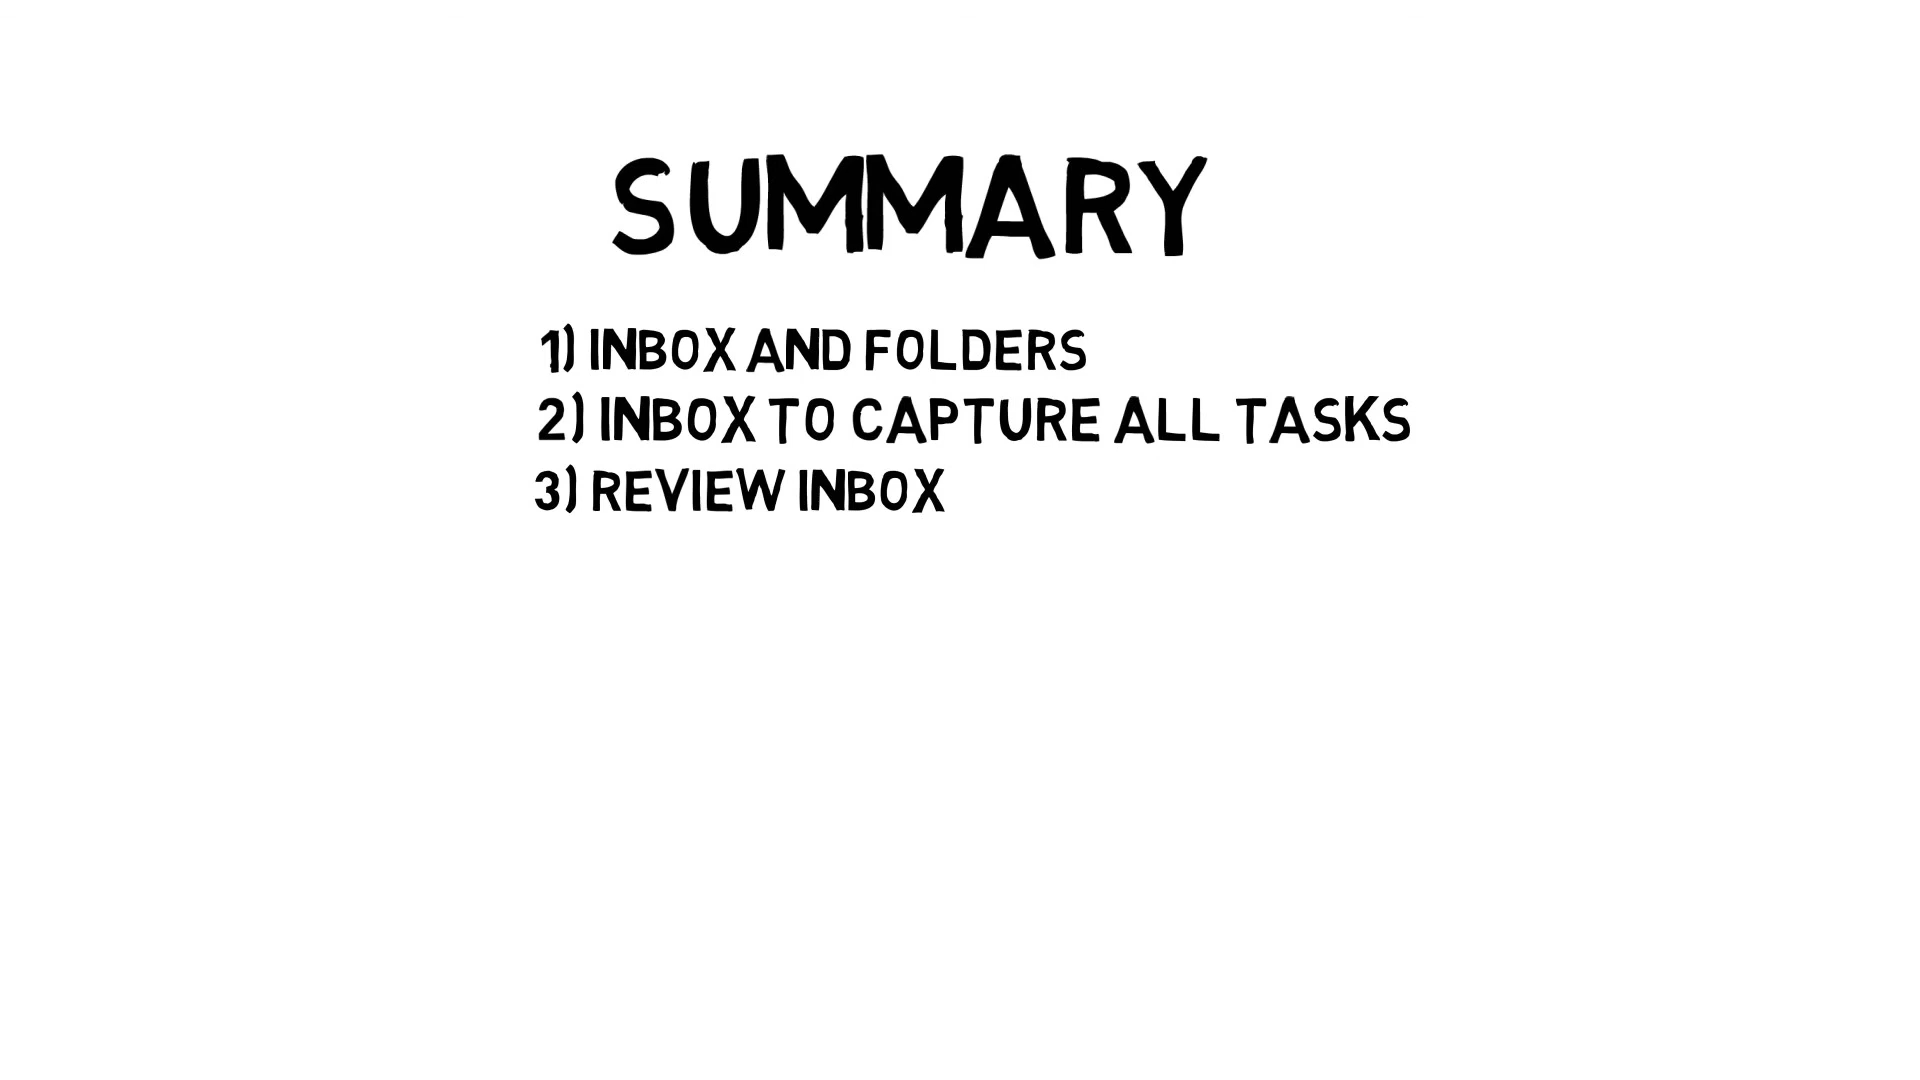 SUMMARY
1) INBOX AND FOLDERS
2) INBOX TO CAPTURE ALL TASKS
3) REVIEW INBOX